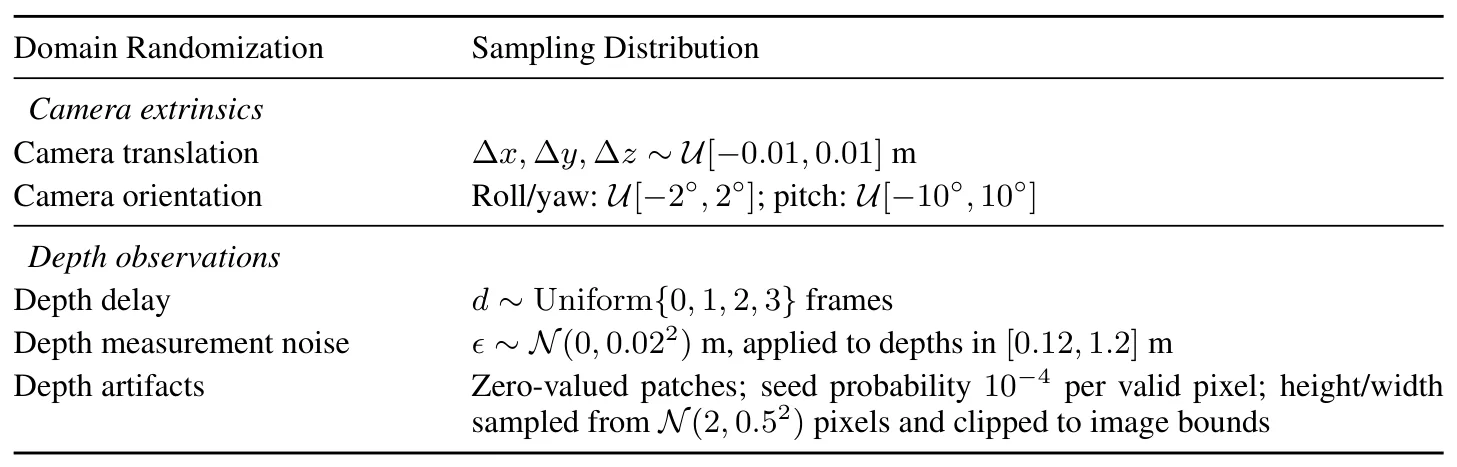 Domain Randomization Sampling Distribution
Camera extrinsics
Camera translation Δx, Δy, Δz ∼ 𝒰[−0.01, 0.01] m
Camera orientation Roll/yaw: 𝒰[−2°, 2°]; pitch: 𝒰[−10°, 10°]
Depth observations
Depth delay d ∼ Uniform{0, 1, 2, 3} frames
Depth measurement noise ϵ ∼ 𝒩(0, 0.02²) m, applied to depths in [0.12, 1.2] m
Depth artifacts Zero-valued patches; seed probability 10⁻⁴ per valid pixel; height/width
sampled from 𝒩(2, 0.5²) pixels and clipped to image bounds